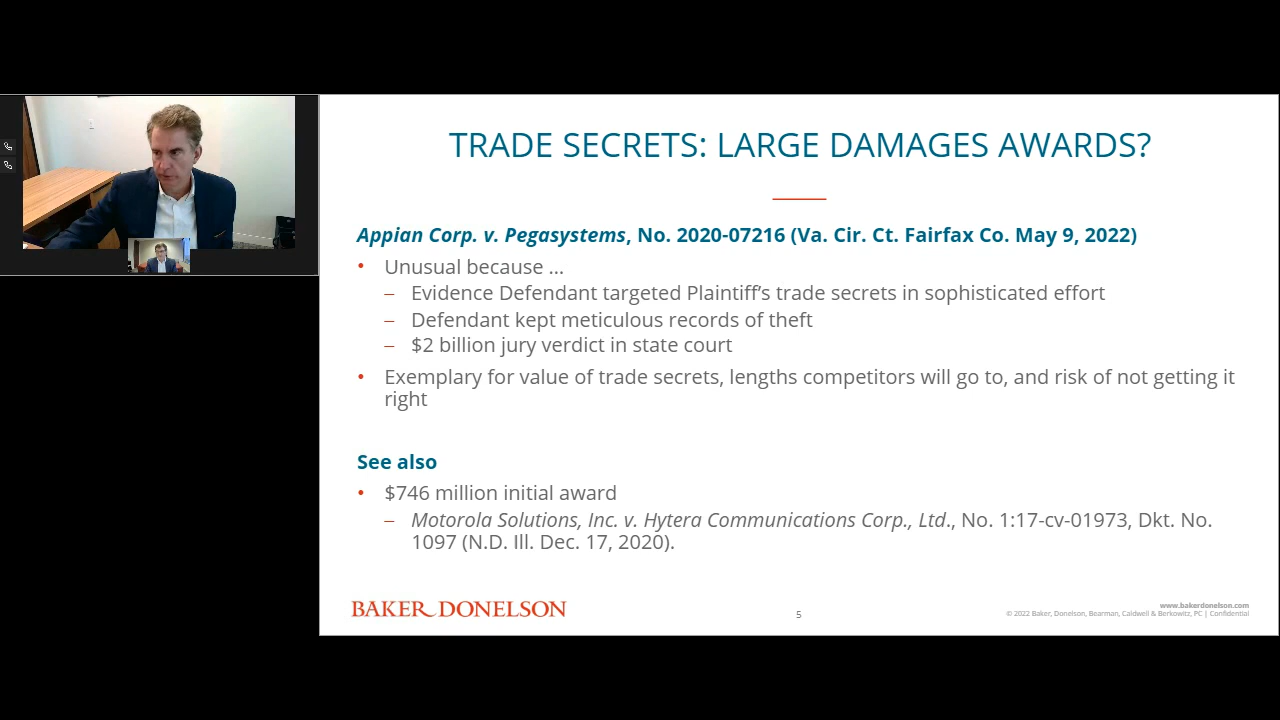 TRADE SECRETS: LARGE DAMAGES AWARDS?
Appian Corp. v. Pegasystems, No. 2020-07216 (Va. Cir. Ct. Fairfax Co. May 9, 2022)
• Unusual because ...
– Evidence Defendant targeted Plaintiff’s trade secrets in sophisticated effort
– Defendant kept meticulous records of theft
– $2 billion jury verdict in state court
• Exemplary for value of trade secrets, lengths competitors will go to, and risk of not getting it
right
See also
• $746 million initial award
– Motorola Solutions, Inc. v. Hytera Communications Corp., Ltd., No. 1:17-cv-01973, Dkt. No.
1097 (N.D. Ill. Dec. 17, 2020).
BAKER DONELSON
5
www.bakerdonelson.com
© 2022 Baker, Donelson, Bearman, Caldwell & Berkowitz, PC | Confidential